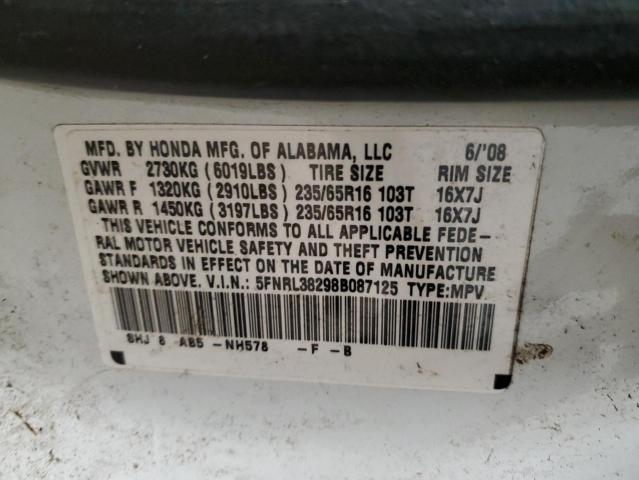 MFD. BY HONDA MFG. OF ALABAMA, LLC 6/'08
GVWR 2730KG (6019LBS) TIRE SIZE RIM SIZE
GAWR F 1320KG (2910LBS) 235/65R16 103T 16X7J
GAWR R 1450KG (3197LBS) 235/65R16 103T 16X7J
THIS VEHICLE CONFORMS TO ALL APPLICABLE FEDE-
RAL MOTOR VEHICLE SAFETY AND THEFT PREVENTION
STANDARDS IN EFFECT ON THE DATE OF MANUFACTURE
SHOWN ABOVE. V.I.N.: 5FNRL38298B087125 TYPE:MPV
SHJ 8 AB5 -NH578 -F -B